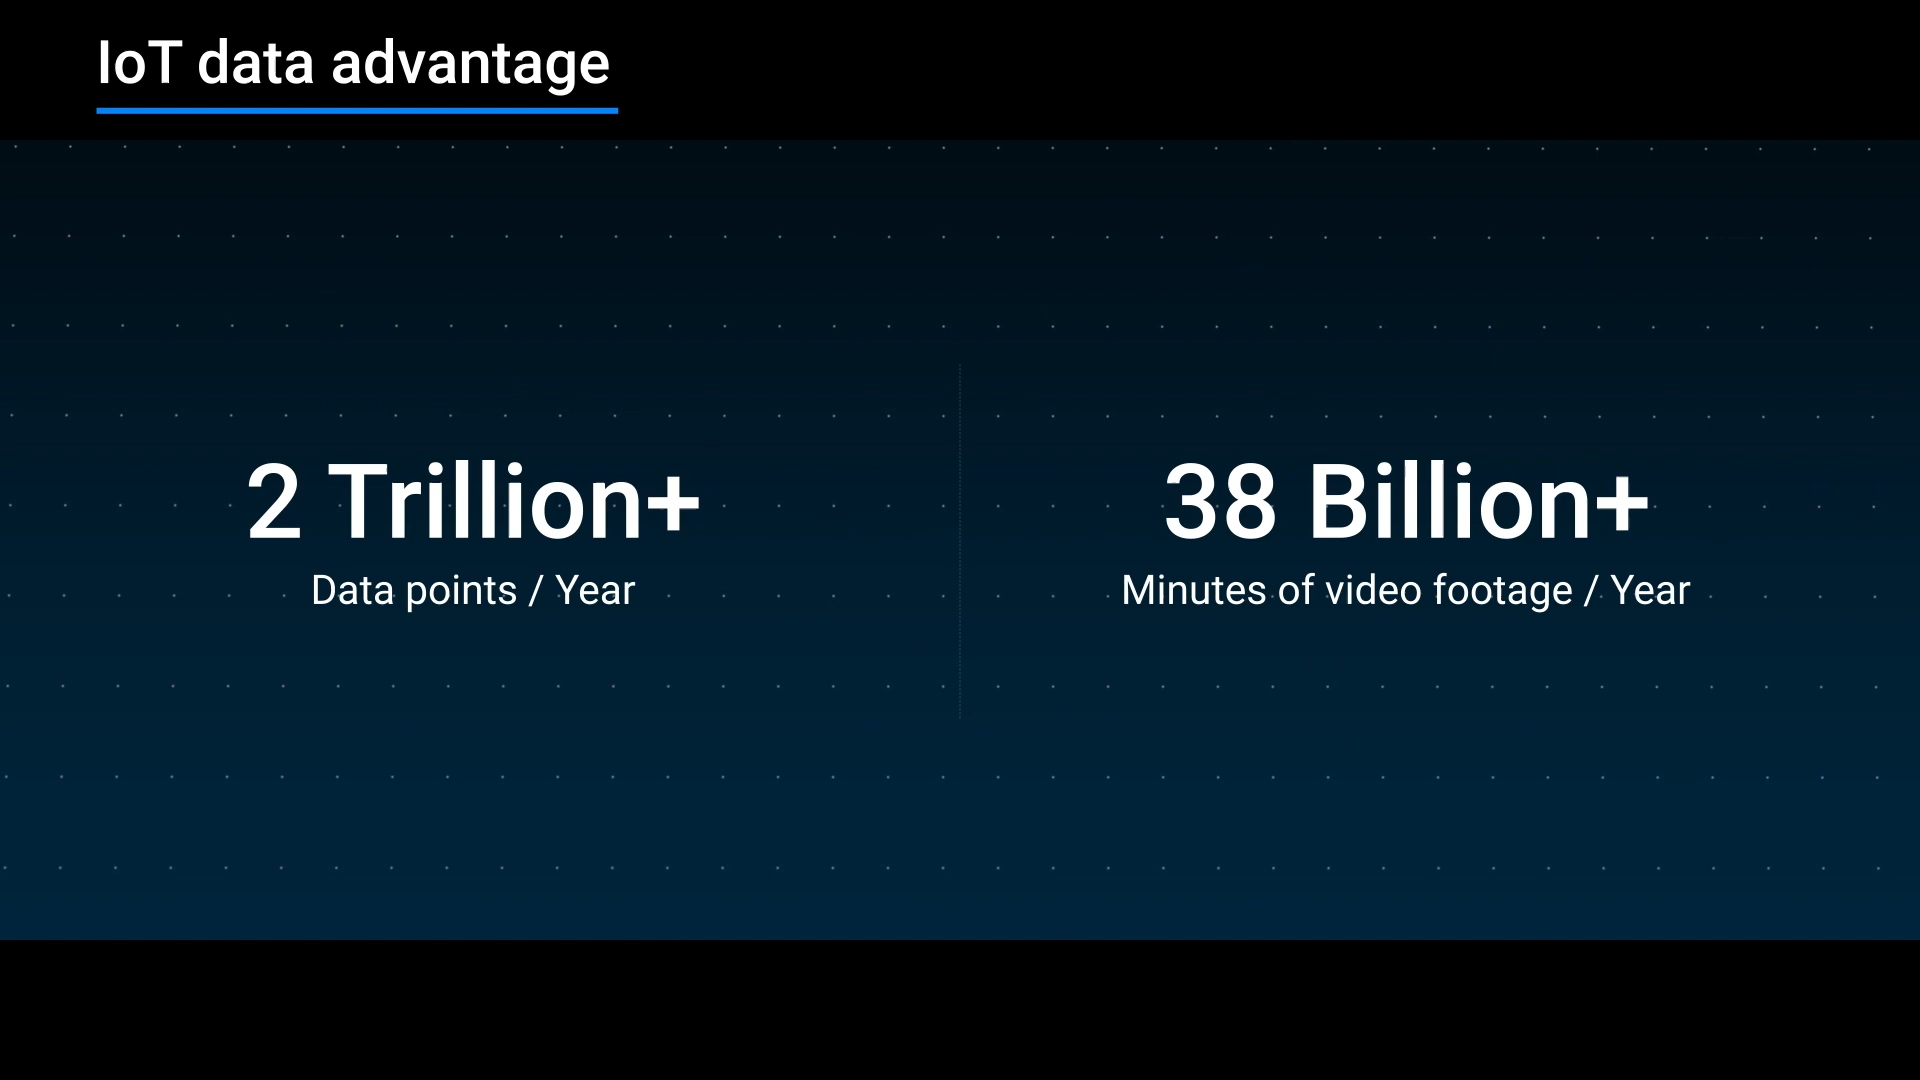 IoT data advantage
2 Trillion+
Data points / Year
38 Billion+
Minutes of video footage / Year